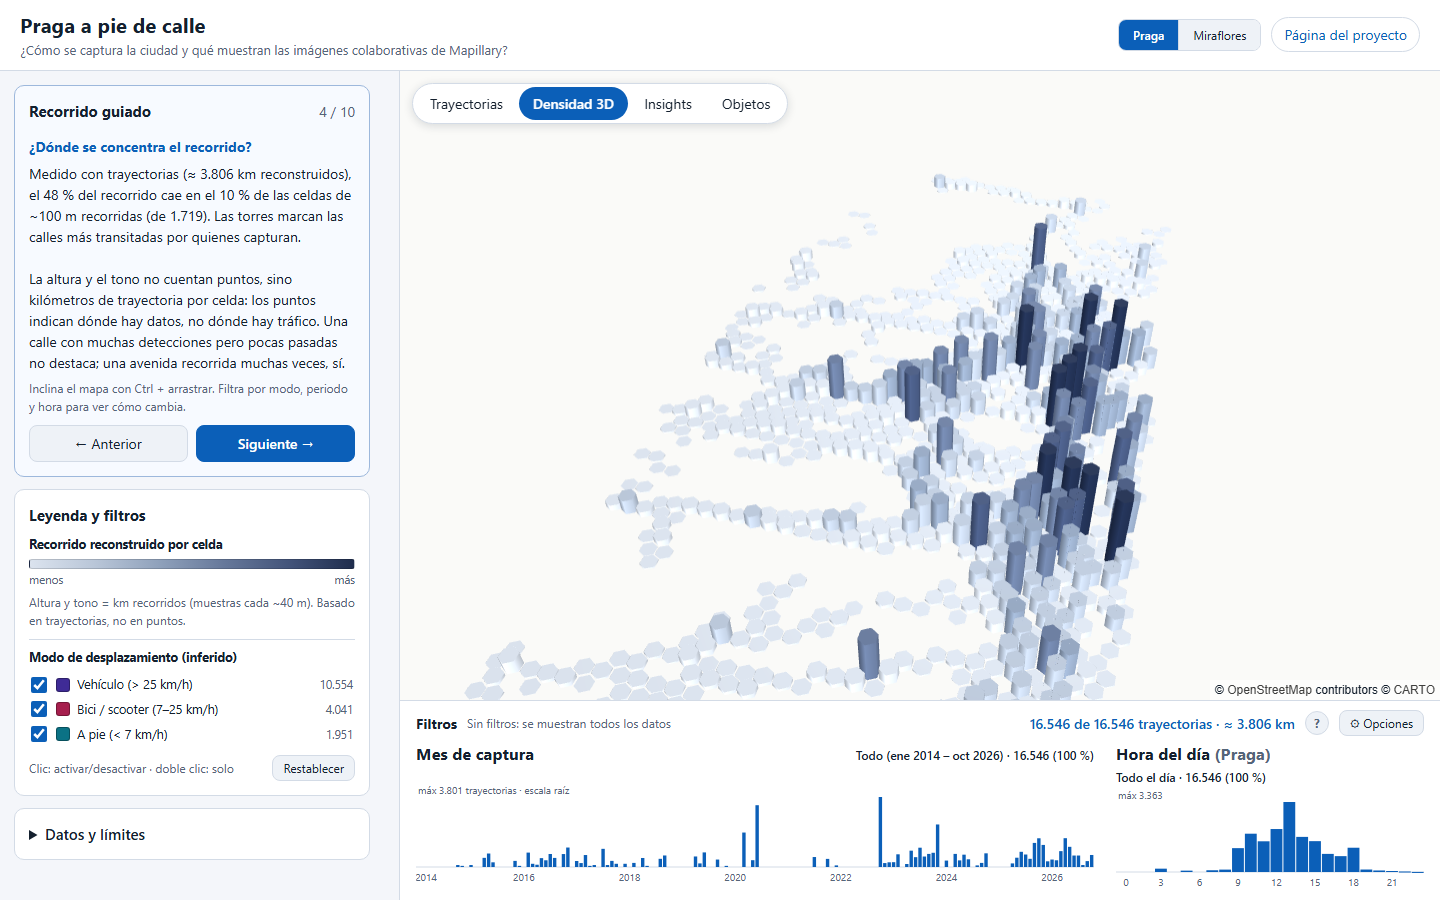 Praga a pie de calle
¿Cómo se captura la ciudad y qué muestran las imágenes colaborativas de Mapillary?
Praga
Miraflores
Página del proyecto
Recorrido guiado
4 / 10
¿Dónde se concentra el recorrido?
Medido con trayectorias (≈ 3.806 km reconstruidos),
el 48 % del recorrido cae en el 10 % de las celdas de
~100 m recorridas (de 1.719). Las torres marcan las
calles más transitadas por quienes capturan.
La altura y el tono no cuentan puntos, sino
kilómetros de trayectoria por celda: los puntos
indican dónde hay datos, no dónde hay tráfico. Una
calle con muchas detecciones pero pocas pasadas
no destaca; una avenida recorrida muchas veces, sí.
Inclina el mapa con Ctrl + arrastrar. Filtra por modo, periodo
y hora para ver cómo cambia.
← Anterior
Siguiente →
Leyenda y filtros
Recorrido reconstruido por celda
menos
más
Altura y tono = km recorridos (muestras cada ~40 m). Basado
en trayectorias, no en puntos.
Modo de desplazamiento (inferido)
Vehículo (> 25 km/h)
10.554
Bici / scooter (7–25 km/h)
4.041
A pie (< 7 km/h)
1.951
Clic: activar/desactivar · doble clic: solo
Restablecer
▶ Datos y límites
Trayectorias
Densidad 3D
Insights
Objetos
© OpenStreetMap contributors © CARTO
Filtros
Sin filtros: se muestran todos los datos
16.546 de 16.546 trayectorias · ≈ 3.806 km
?
⚙ Opciones
Mes de captura
Todo (ene 2014 – oct 2026) · 16.546 (100 %)
máx 3.801 trayectorias · escala raíz
2014
2016
2018
2020
2022
2024
2026
Hora del día (Praga)
Todo el día · 16.546 (100 %)
máx 3.363
0
3
6
9
12
15
18
21